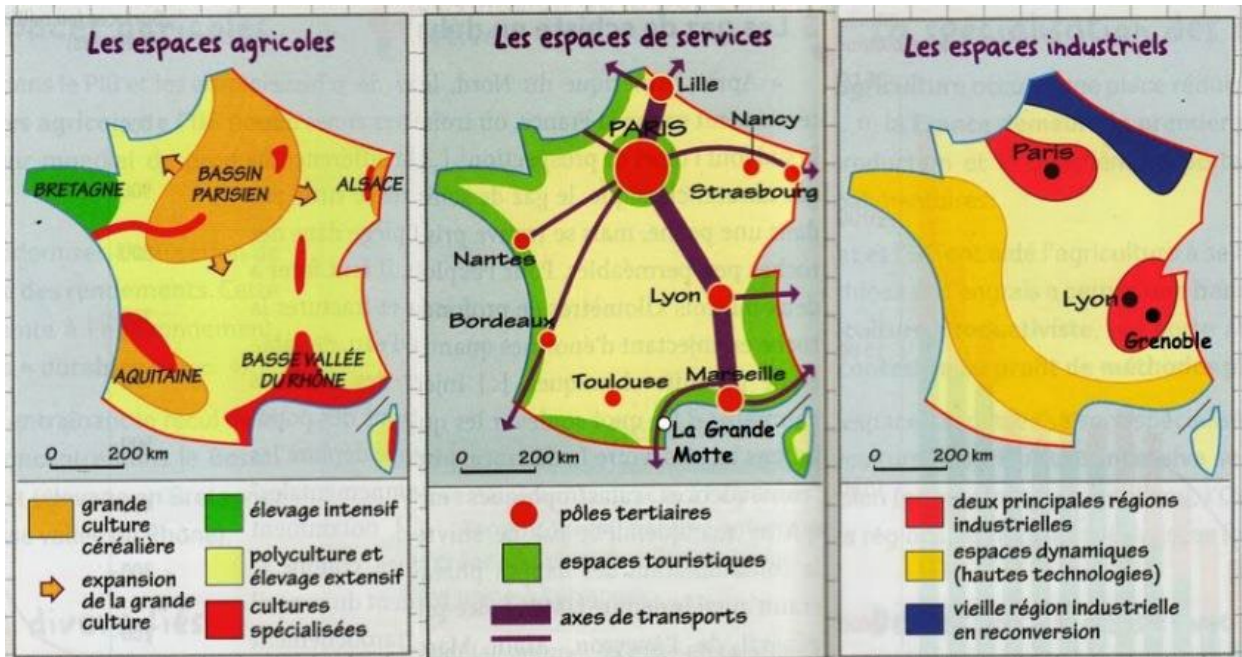 Les espaces agricoles
BRETAGNE
BASSIN
PARISIEN
ALSACE
AQUITAINE
BASSE VALLÉE
DU RHÔNE
0 200 km
grande
culture
céréalière
expansion
de la grande
culture
élevage intensif
polyculture et
élevage extensif
cultures
spécialisées
Les espaces de services
Lille
PARIS
Nancy
Strasbourg
Nantes
Lyon
Bordeaux
Toulouse
Marseille
La Grande
Motte
0 200 km
pôles tertiaires
espaces touristiques
axes de transports
Les espaces industriels
Paris
Lyon
Grenoble
0 200 km
deux principales régions
industrielles
espaces dynamiques
(hautes technologies)
vieille région industrielle
en reconversion